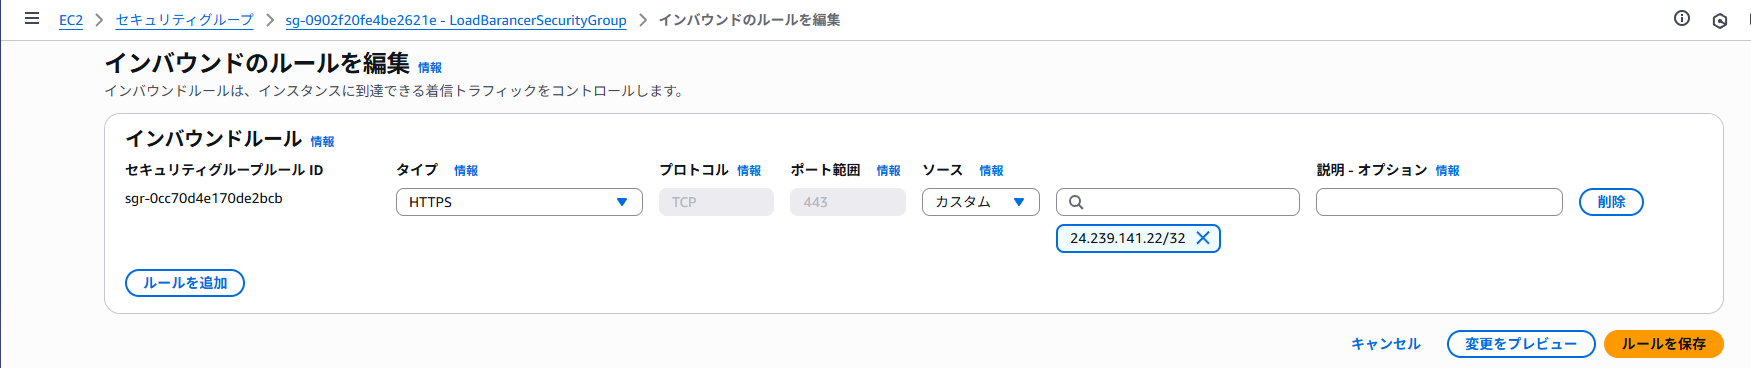 EC2 > セキュリティグループ > sg-0902f20fe4be2621e - LoadBarancerSecurityGroup > インバウンドのルールを編集
インバウンドのルールを編集 情報
インバウンドルールは、インスタンスに到達できる着信トラフィックをコントロールします。
インバウンドルール 情報
セキュリティグループルール ID タイプ 情報 プロトコル 情報 ポート範囲 情報 ソース 情報 説明 - オプション 情報
sgr-0cc70d4e170de2bcb HTTPS TCP 443 カスタム 削除
24.239.141.22/32
ルールを追加
キャンセル 変更をプレビュー ルールを保存